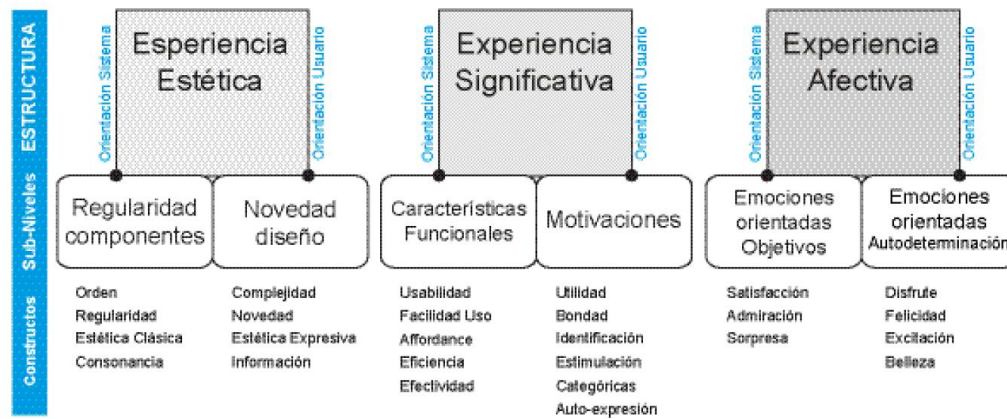 ESTRUCTURA
Orientación Sistema
Esperiencia
Estética
Orientación Usuario
Orientación Sistema
Experiencia
Significativa
Orientación Usuario
Orientación Sistema
Experiencia
Afectiva
Orientación Usuario
Sub-Niveles
Regularidad
componentes
Novedad
diseño
Características
Funcionales
Motivaciones
Emociones
orientadas
Objetivos
Emociones
orientadas
Autodeterminación
Constructos
Orden
Regularidad
Estética Clásica
Consonancia
Complejidad
Novedad
Estética Expresiva
Información
Usabilidad
Facilidad Uso
Affordance
Eficiencia
Efectividad
Utilidad
Bondad
Identificación
Estimulación
Categóricas
Auto-expresión
Satisfacción
Admiración
Sorpresa
Disfrute
Felicidad
Excitación
Belleza